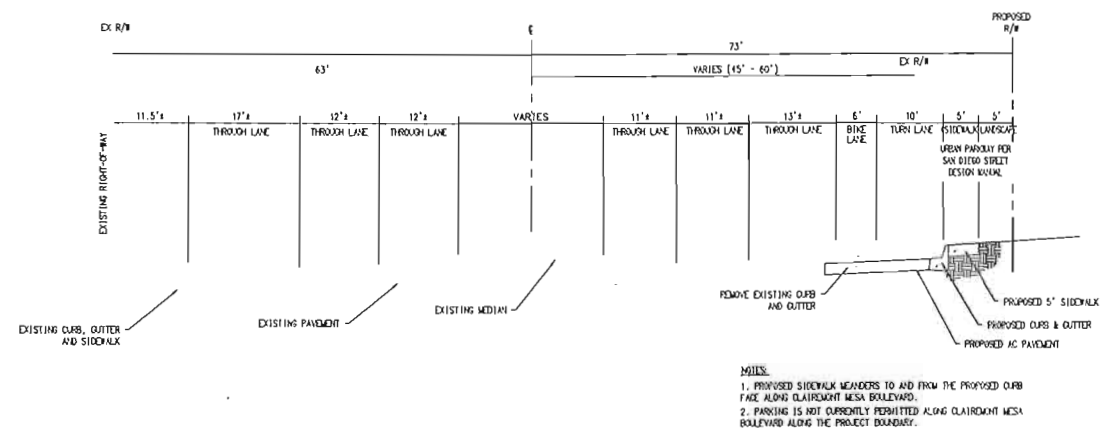 EX R/W
℄
PROPOSED
R/W
73'
63'
VARIES (45' - 60')
EX R/W
11.5'±
17'±
12'±
12'±
VARIES
11'±
11'±
13'±
6'
10'
5'
5'
THROUGH LANE
THROUGH LANE
THROUGH LANE
THROUGH LANE
THROUGH LANE
THROUGH LANE
BIKE
LANE
TURN LANE
SIDEWALK
LANDSCAPE
URBAN PARKWAY PER
SAN DIEGO STREET
DESIGN MANUAL
EXISTING RIGHT-OF-WAY
EXISTING CURB, GUTTER
AND SIDEWALK
EXISTING PAVEMENT
EXISTING MEDIAN
REMOVE EXISTING CURB
AND GUTTER
PROPOSED 5' SIDEWALK
PROPOSED CURB & GUTTER
PROPOSED AC PAVEMENT
NOTES:
1. PROPOSED SIDEWALK MEANDERS TO AND FROM THE PROPOSED CURB
FACE ALONG CLAIREMONT MESA BOULEVARD.
2. PARKING IS NOT CURRENTLY PERMITTED ALONG CLAIREMONT MESA
BOULEVARD ALONG THE PROJECT BOUNDARY.